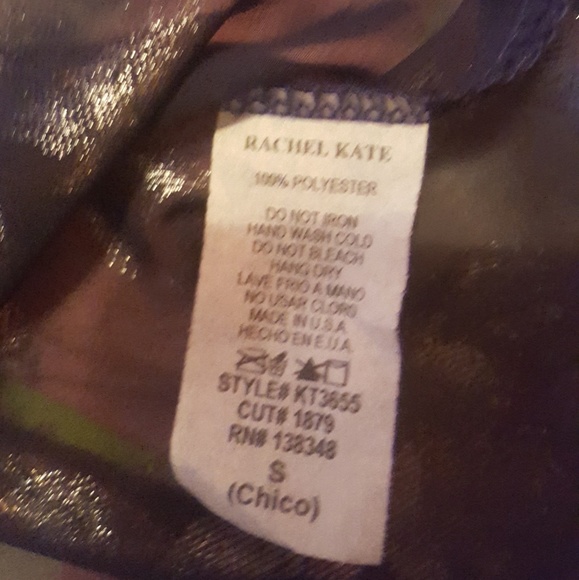 RACHEL KATE
100% POLYESTER
DO NOT IRON
HAND WASH COLD
DO NOT BLEACH
HANG DRY
LAVE FRIO A MANO
NO USAR CLORO
MADE IN U.S.A
HECHO EN E.U.A.
STYLE# KT3655
CUT# 1879
RN# 138348
S
(Chico)